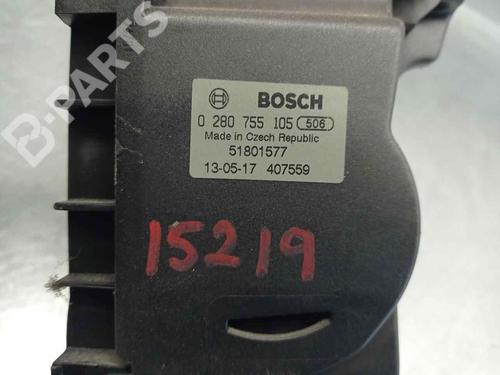 B-PARTS
BOSCH
0 280 755 105 506
Made in Czech Republic
51801577
13-05-17 407559
15219